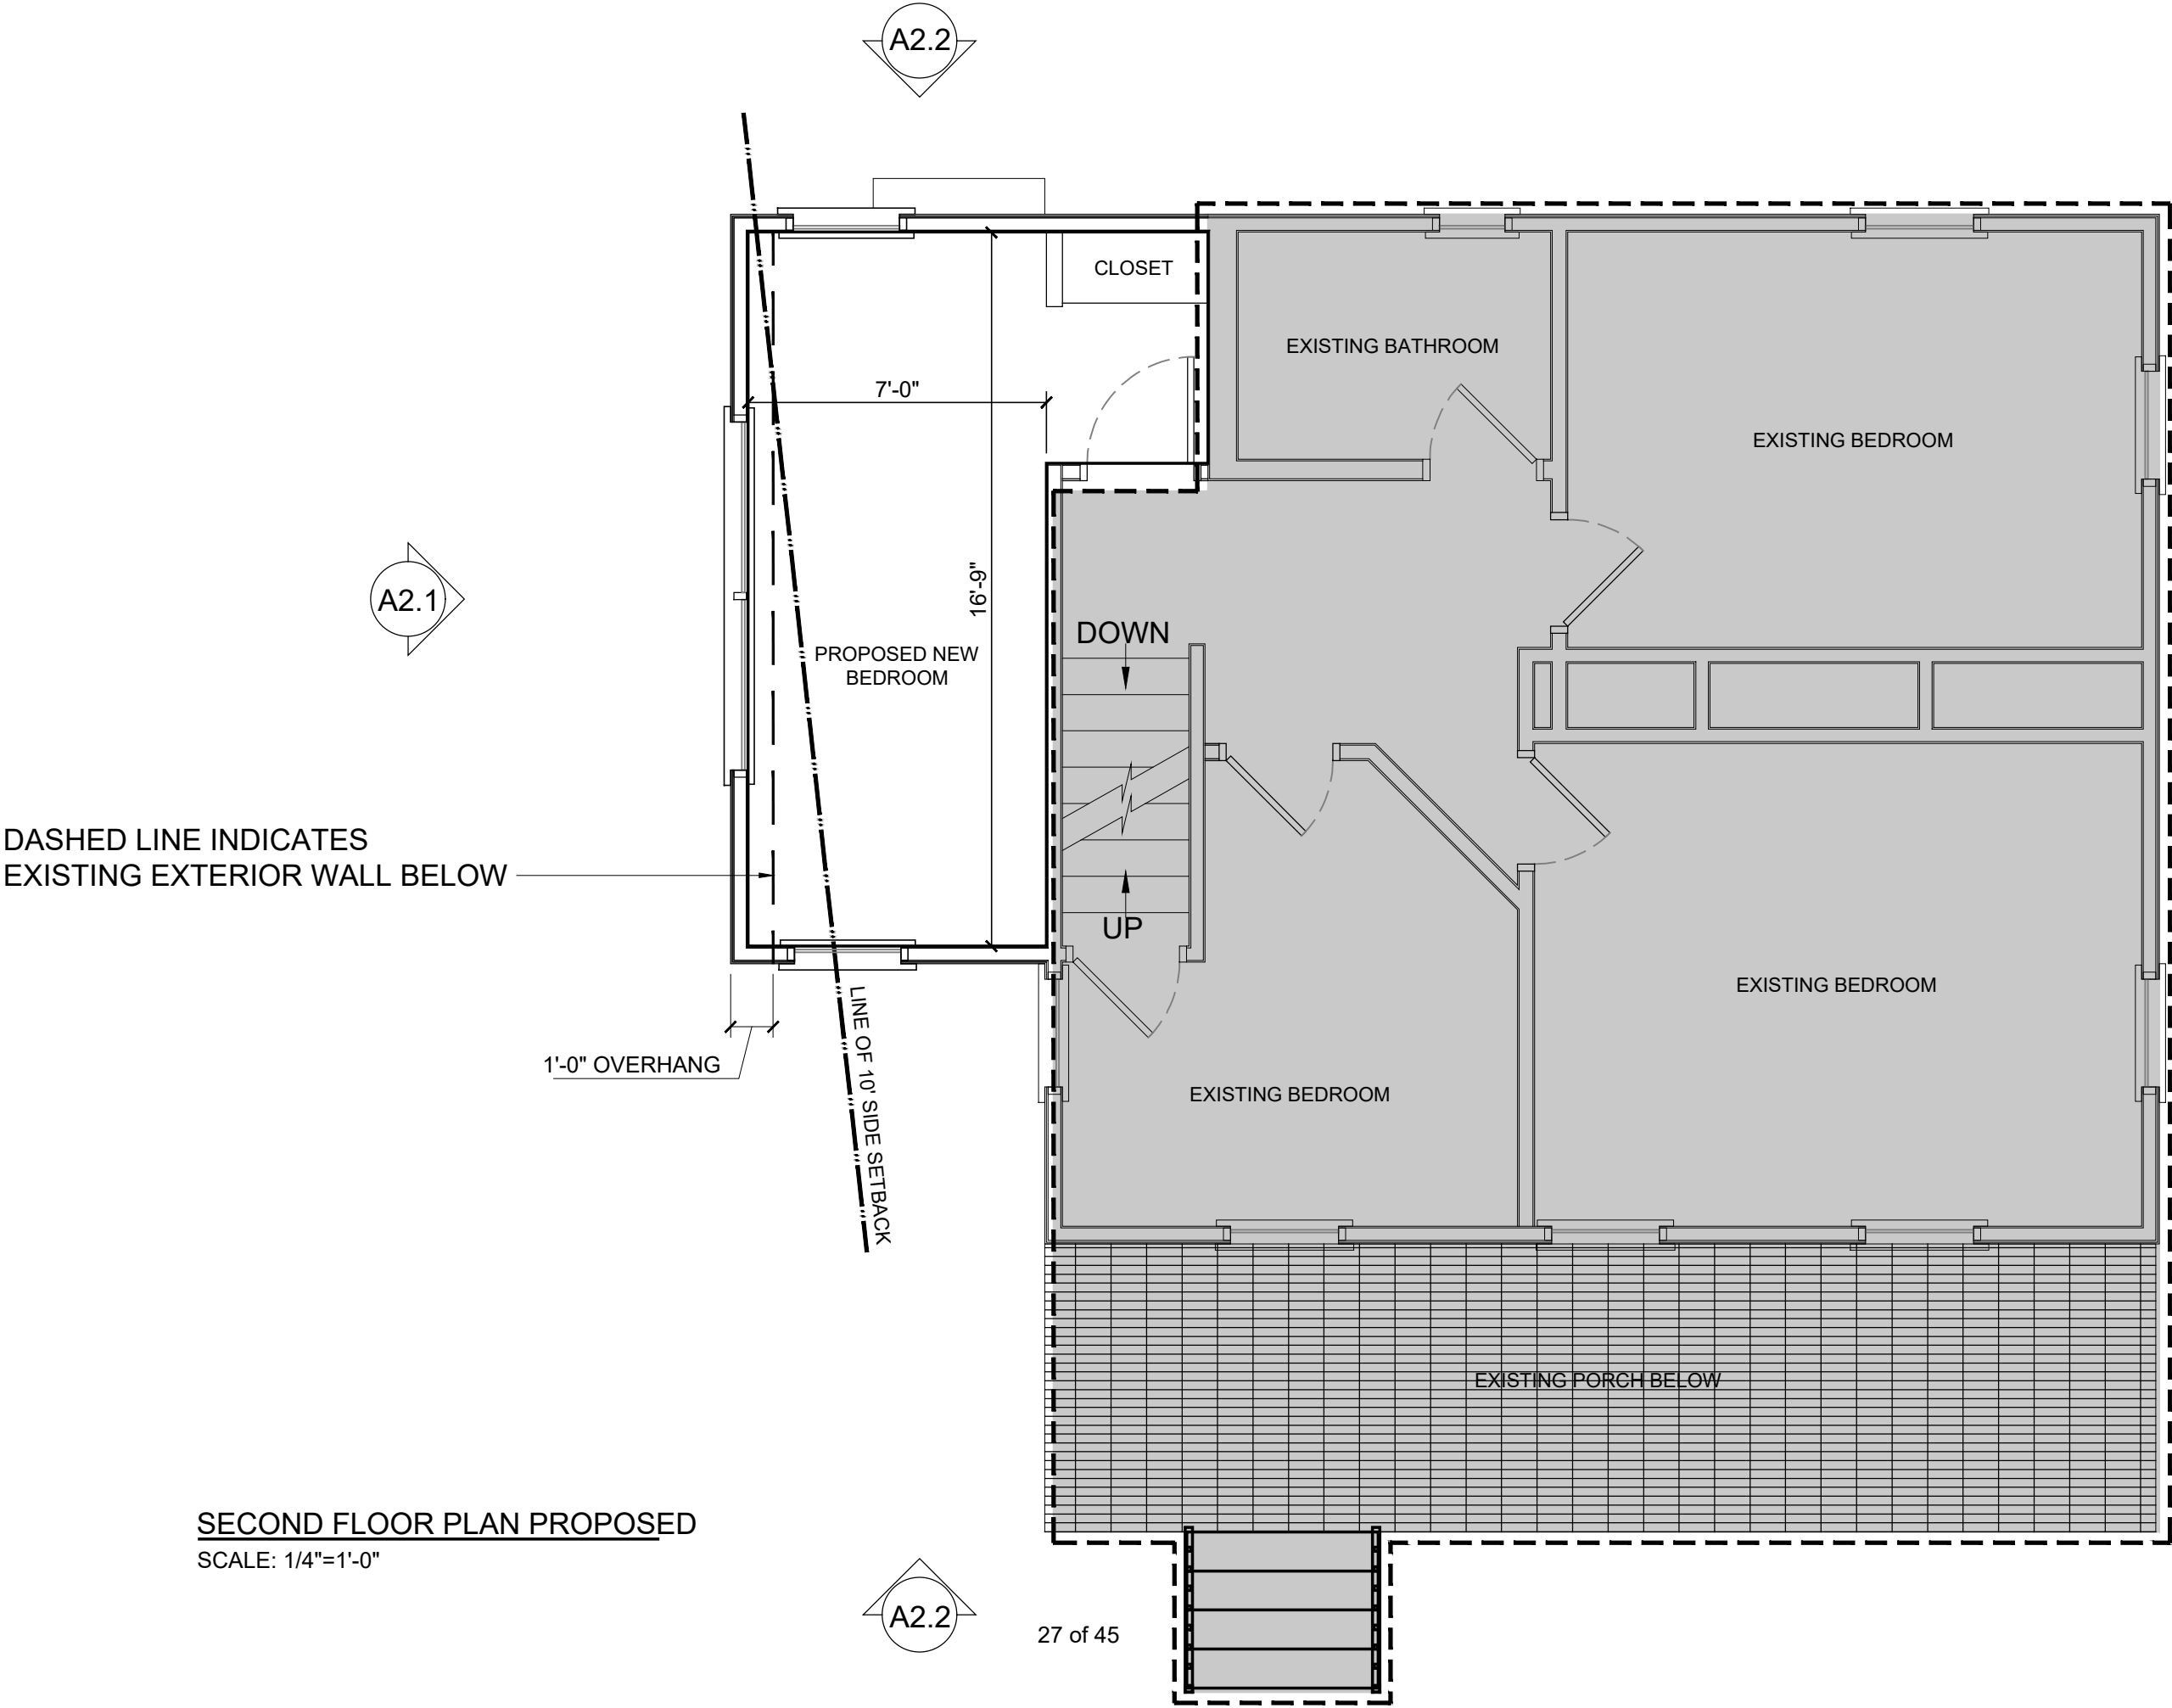 A2.2
CLOSET
EXISTING BATHROOM
7'-0"
EXISTING BEDROOM
A2.1
16'-9"
DOWN
PROPOSED NEW
BEDROOM
DASHED LINE INDICATES
EXISTING EXTERIOR WALL BELOW
UP
EXISTING BEDROOM
LINE OF 10' SIDE SETBACK
1'-0" OVERHANG
EXISTING BEDROOM
EXISTING PORCH BELOW
SECOND FLOOR PLAN PROPOSED
SCALE: 1/4"=1'-0"
A2.2
27 of 45